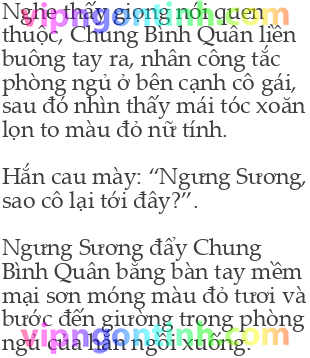 Nghe thấy giọng nói quen
thuộc, Chung Bình Quân liền
buông tay ra, nhân công tắc
phòng ngủ ở bên cạnh cô gái,
sau đó nhìn thấy mái tóc xoăn
lọn to màu đỏ nữ tính.
Hắn cau mày: “Ngưng Sương,
sao cô lại tới đây?”.
Ngưng Sương đẩy Chung
Bình Quân bằng bàn tay mềm
mại sơn móng màu đỏ tươi và
bước đến giường trong phòng
ngủ của hắn ngồi xuống.
vipngontinh.com
vipngontinh.com